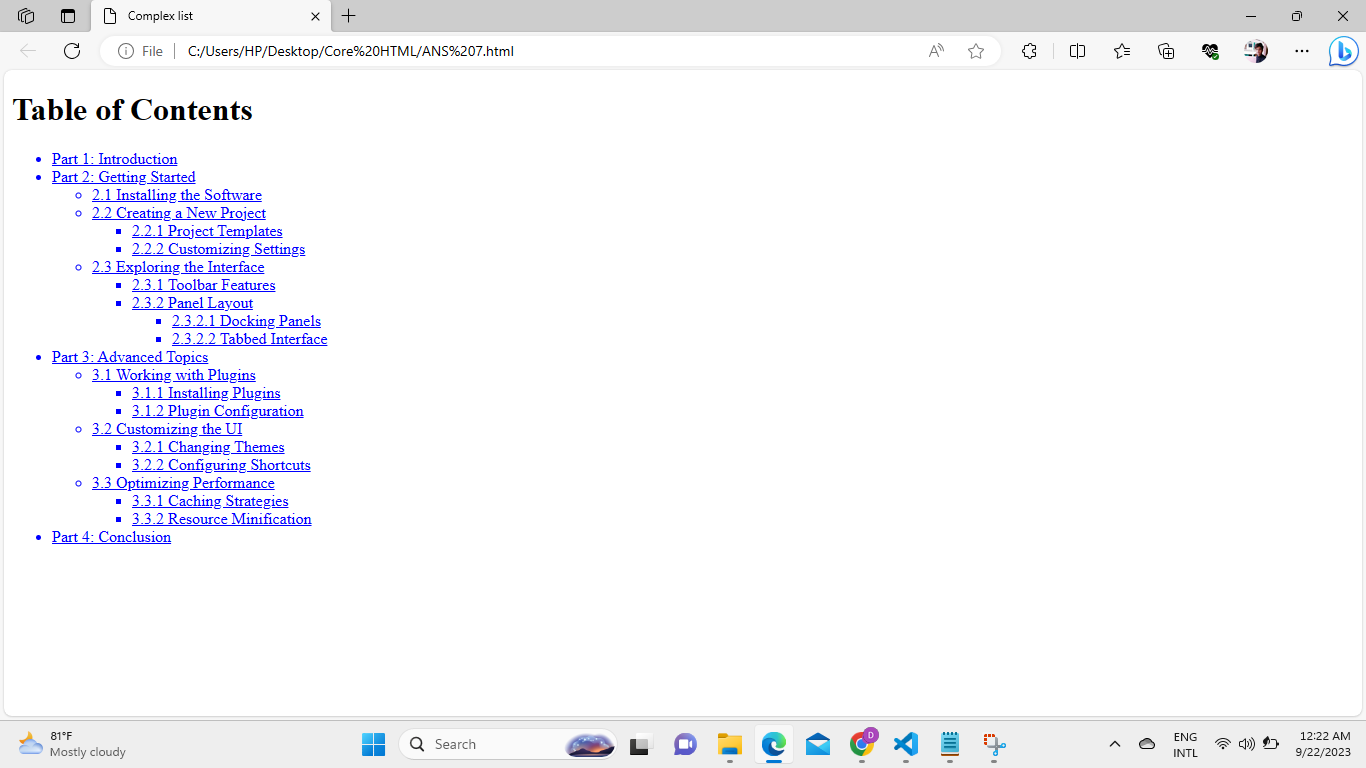 Complex list
File
C:/Users/HP/Desktop/Core%20HTML/ANS%207.html
Table of Contents
Part 1: Introduction
Part 2: Getting Started
2.1 Installing the Software
2.2 Creating a New Project
2.2.1 Project Templates
2.2.2 Customizing Settings
2.3 Exploring the Interface
2.3.1 Toolbar Features
2.3.2 Panel Layout
2.3.2.1 Docking Panels
2.3.2.2 Tabbed Interface
Part 3: Advanced Topics
3.1 Working with Plugins
3.1.1 Installing Plugins
3.1.2 Plugin Configuration
3.2 Customizing the UI
3.2.1 Changing Themes
3.2.2 Configuring Shortcuts
3.3 Optimizing Performance
3.3.1 Caching Strategies
3.3.2 Resource Minification
Part 4: Conclusion
81°F
Mostly cloudy
Search
D
ENG
INTL
12:22 AM
9/22/2023